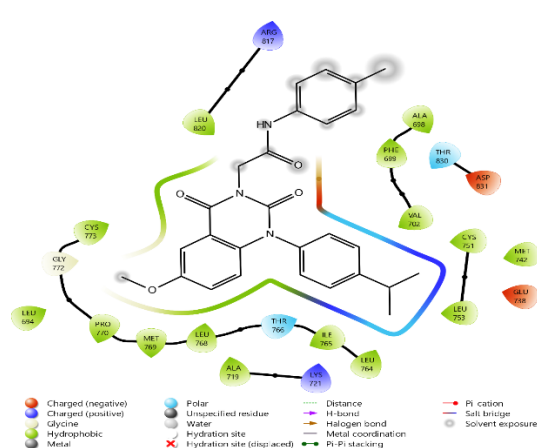 ARG
817
LEU
820
HN
O
N
O
O
N
O
ALA
698
PHE
699
THR
830
ASP
831
VAL
702
CYS
773
GLY
772
CYS
751
MET
742
GLU
738
LEU
753
LEU
694
PRO
770
MET
769
LEU
768
THR
766
ILE
765
LEU
764
ALA
719
LYS
721
Charged (negative)
Charged (positive)
Glycine
Hydrophobic
Metal
Polar
Unspecified residue
Water
Hydration site
Hydration site (displaced)
Distance
H-bond
Halogen bond
Metal coordination
Pi-Pi stacking
Pi cation
Salt bridge
Solvent exposure